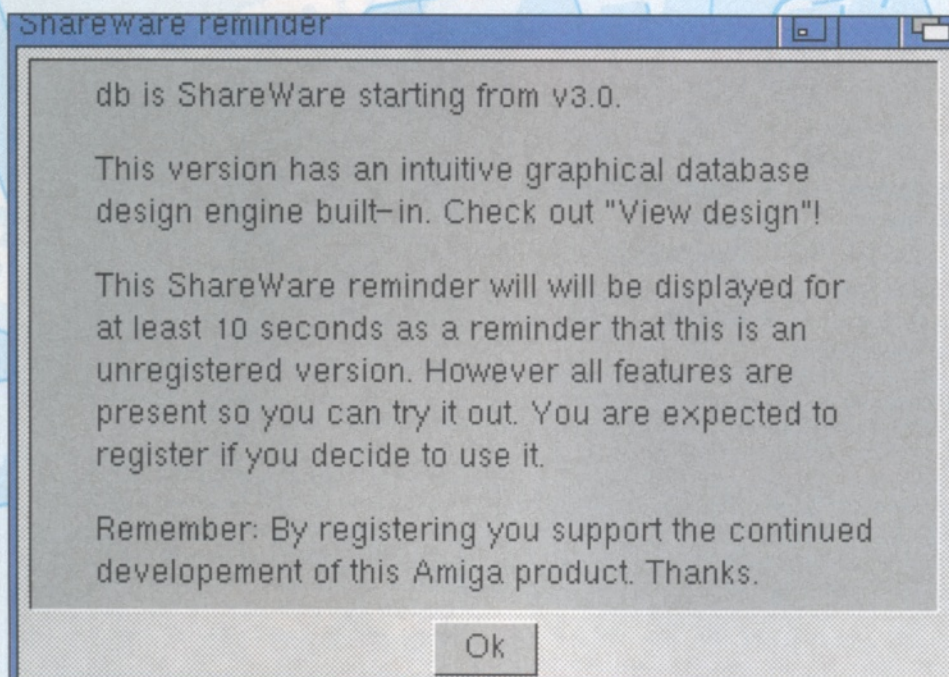 ShareWare reminder
db is ShareWare starting from v3.0.
This version has an intuitive graphical database
design engine built-in. Check out "View design"!
This ShareWare reminder will will be displayed for
at least 10 seconds as a reminder that this is an
unregistered version. However all features are
present so you can try it out. You are expected to
register if you decide to use it.
Remember: By registering you support the continued
developement of this Amiga product. Thanks.
Ok